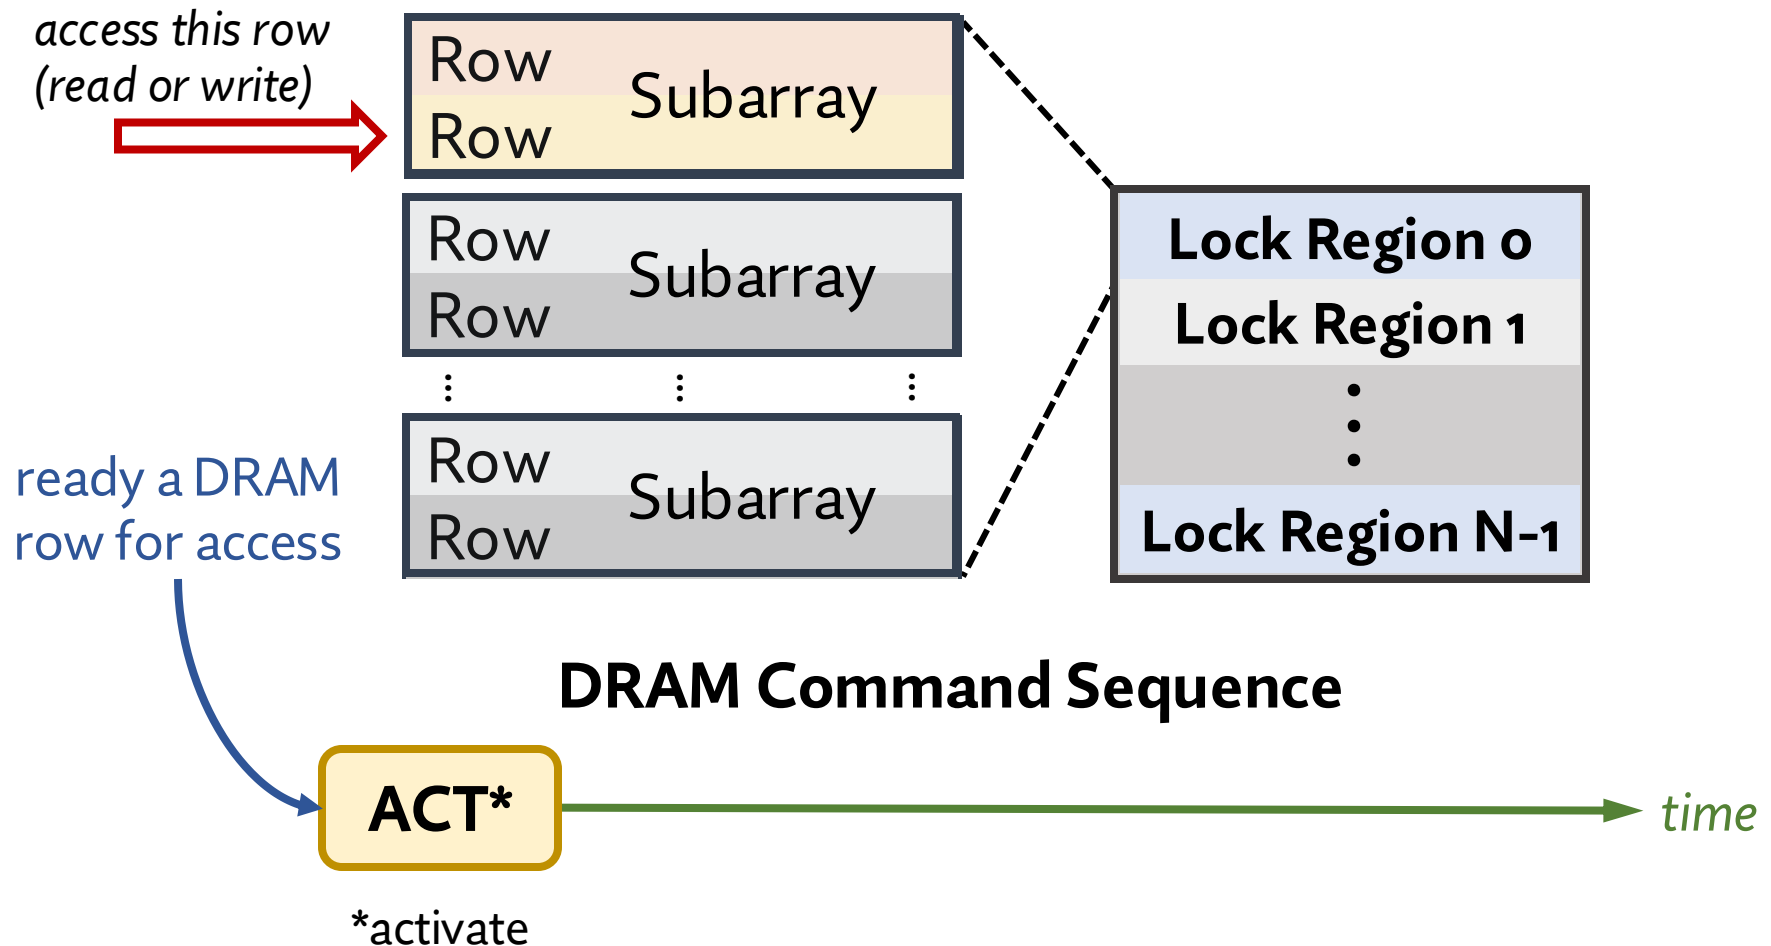 access this row
(read or write)
Row
Subarray
Row
Row
Subarray
Row
Row
Subarray
Row
Lock Region 0
Lock Region 1
Lock Region N-1
ready a DRAM
row for access
DRAM Command Sequence
ACT*
time
*activate